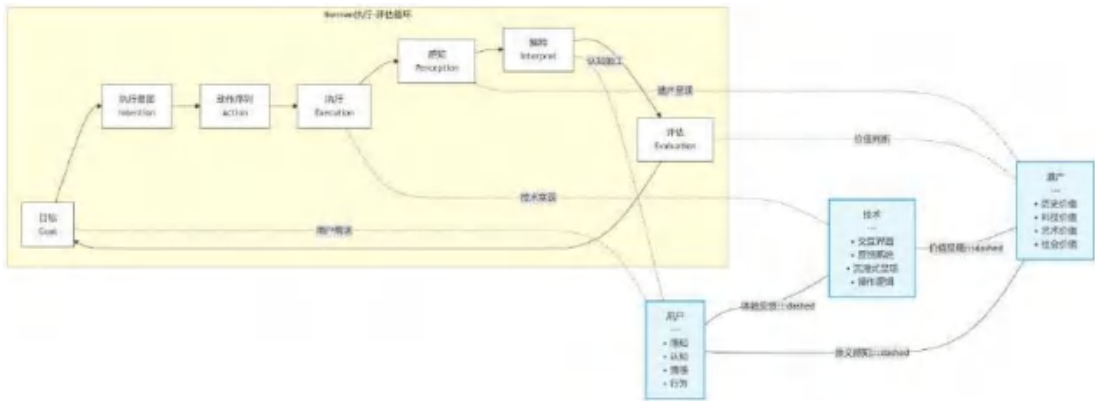 Norman执行-评估循环
感知
Perception
解释
Interpret
认知加工
执行意图
Intention
动作序列
action
执行
Execution
遗产呈现
评估
Evaluation
价值判断
目标
Goal
技术实现
用户需求
遗产
---
• 历史价值
• 科技价值
• 艺术价值
• 社会价值
技术
---
• 交互界面
• 反馈系统
• 沉浸式呈现
• 操作逻辑
价值呈现:::dashed
体验反馈:::dashed
用户
---
• 感知
• 认知
• 情感
• 行为
意义感知:::dashed